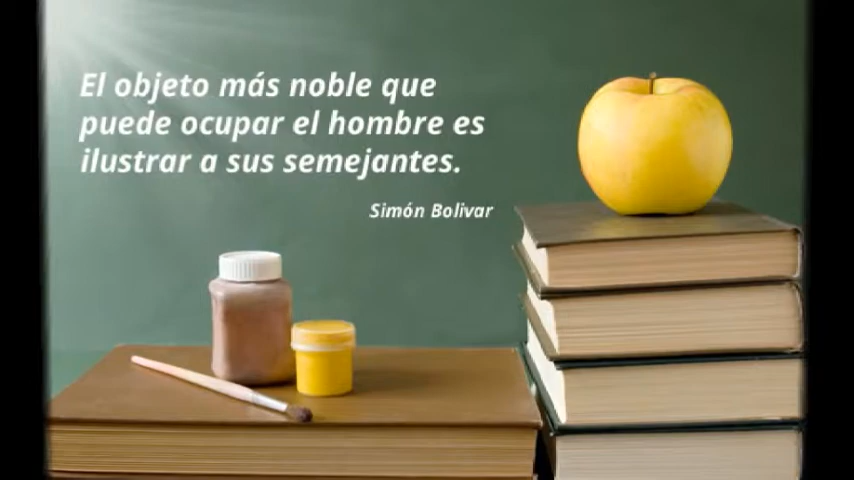 El objeto más noble que
puede ocupar el hombre es
ilustrar a sus semejantes.
Simón Bolivar